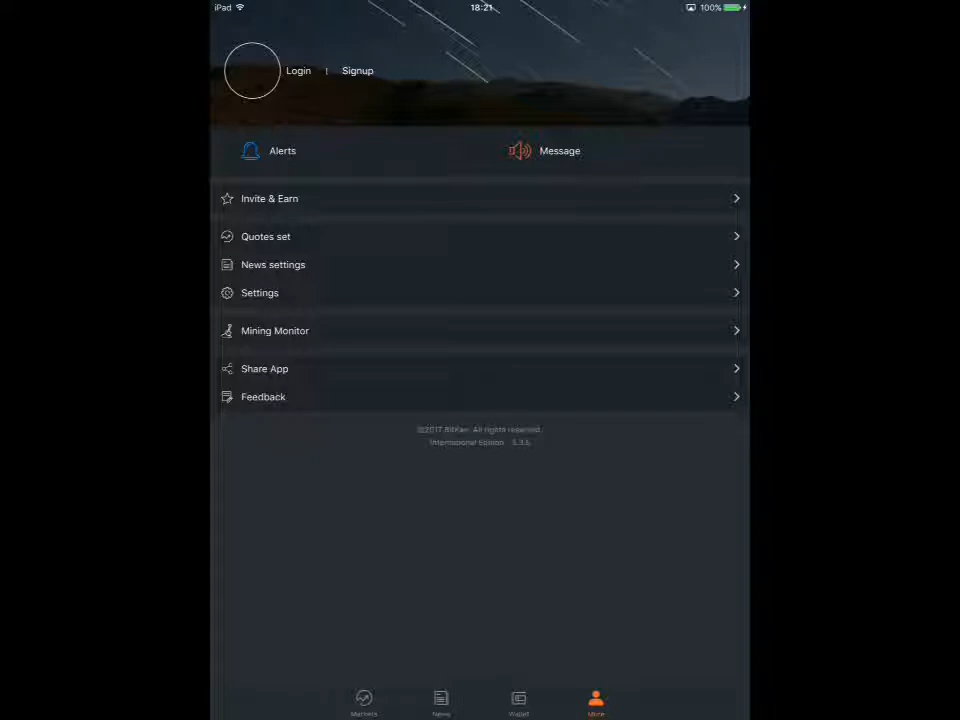 iPad 18:21 100%
Login | Signup
Alerts Message
Invite & Earn
Quotes set
News settings
Settings
Mining Monitor
Share App
Feedback
©2017 BitKan. All rights reserved.
International Edition 5.3.5
Markets News Wallet Mine